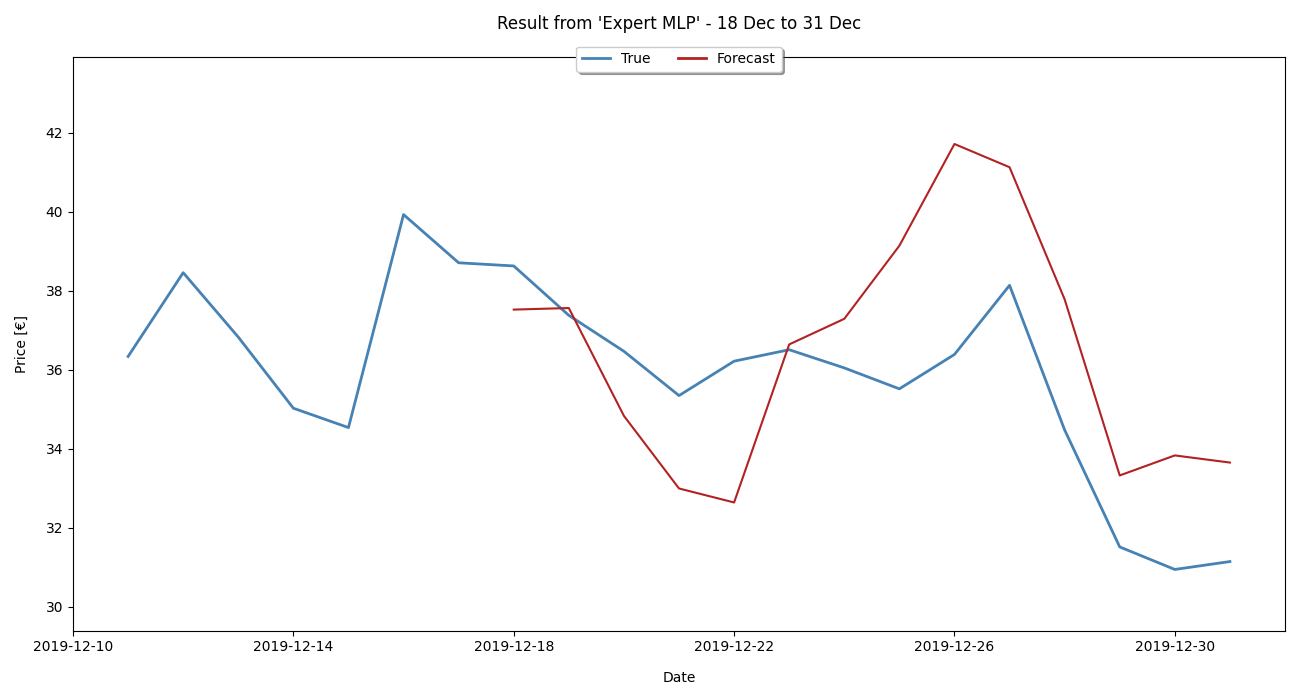 Result from 'Expert MLP' - 18 Dec to 31 Dec
True Forecast
42
40
38
36
34
32
30
Price [€]
2019-12-10 2019-12-14 2019-12-18 2019-12-22 2019-12-26 2019-12-30
Date